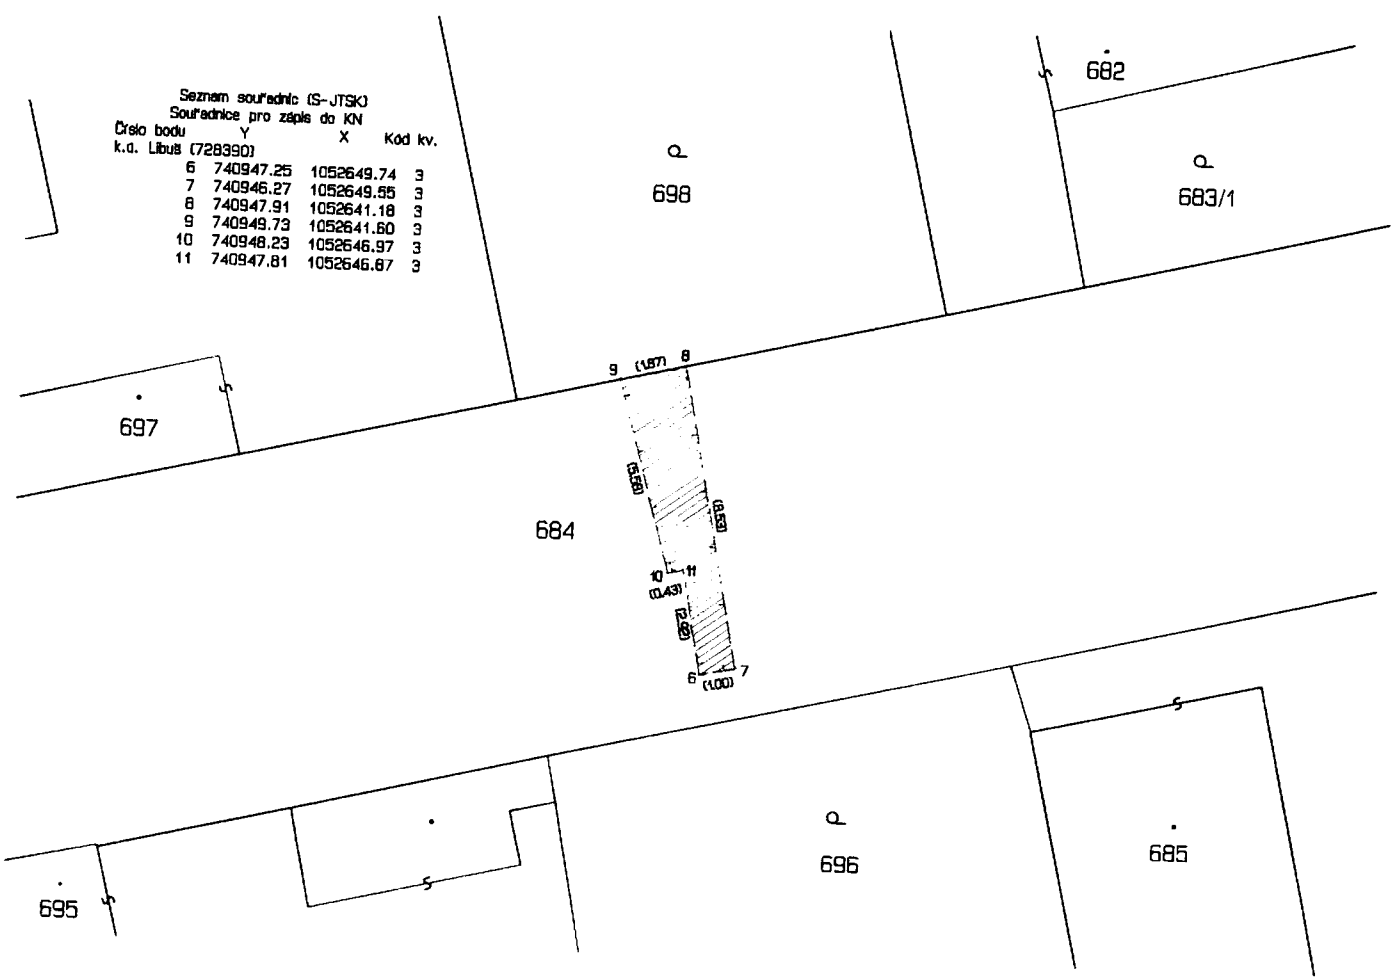 Seznam souřadnic (S-JTSK)
Souřadnice pro zápis do KN
Číslo bodu Y X Kód kv.
k.ú. Libuš (728390)
6 740947.25 1052649.74 3
7 740946.27 1052649.55 3
8 740947.91 1052641.18 3
9 740949.73 1052641.60 3
10 740948.23 1052646.97 3
11 740947.81 1052646.87 3
682
698
683/1
9 (1.87) 8
697
(5.58)
(8.53)
684
10 11
(0.43)
6 7
(1.00)
696
685
695